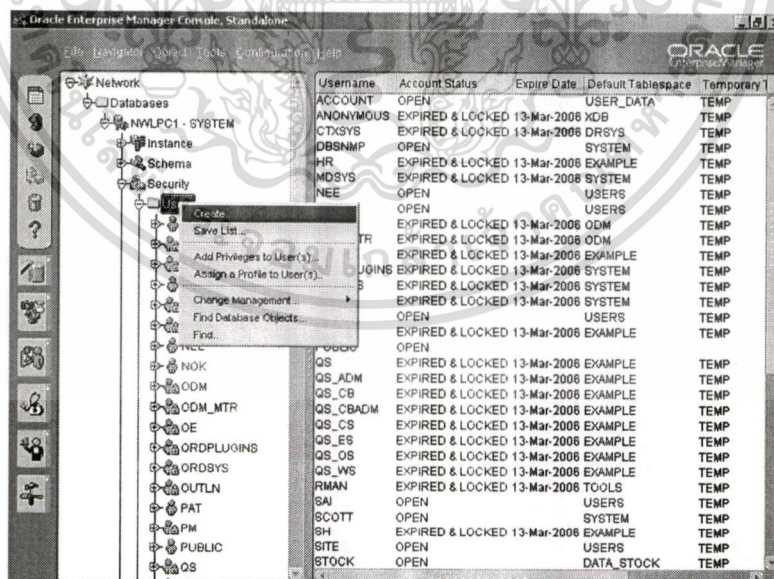 Oracle Enterprise Manager Console, Standalone
File Navigator Object Tools Configuration Help
ORACLE
EnterpriseManager
Network
Databases
NWLPC1 - SYSTEM
Instance
Schema
Security
Create...
Save List...
Add Privileges to User(s)...
Assign a Profile to User(s)...
Change Management...
Find Database Objects...
Find...
NEE
NOK
ODM
ODM_MTR
OE
ORDPLUGINS
ORDSYS
OUTLN
PAT
PM
PUBLIC
QS
Username Account Status Expire Date Default Tablespace Temporary T
ACCOUNT OPEN USER_DATA TEMP
ANONYMOUS EXPIRED & LOCKED 13-Mar-2006 XDB TEMP
CTXSYS EXPIRED & LOCKED 13-Mar-2006 DRSYS TEMP
DBSNMP OPEN SYSTEM TEMP
HR EXPIRED & LOCKED 13-Mar-2006 EXAMPLE TEMP
MDSYS EXPIRED & LOCKED 13-Mar-2006 SYSTEM TEMP
NEE OPEN USERS TEMP
OPEN USERS TEMP
EXPIRED & LOCKED 13-Mar-2006 ODM TEMP
TR EXPIRED & LOCKED 13-Mar-2006 ODM TEMP
EXPIRED & LOCKED 13-Mar-2006 EXAMPLE TEMP
UGINS EXPIRED & LOCKED 13-Mar-2006 SYSTEM TEMP
S EXPIRED & LOCKED 13-Mar-2006 SYSTEM TEMP
EXPIRED & LOCKED 13-Mar-2006 SYSTEM TEMP
OPEN USERS TEMP
EXPIRED & LOCKED 13-Mar-2006 EXAMPLE TEMP
PUBLIC OPEN
QS EXPIRED & LOCKED 13-Mar-2006 EXAMPLE TEMP
QS_ADM EXPIRED & LOCKED 13-Mar-2006 EXAMPLE TEMP
QS_CB EXPIRED & LOCKED 13-Mar-2006 EXAMPLE TEMP
QS_CBADM EXPIRED & LOCKED 13-Mar-2006 EXAMPLE TEMP
QS_CS EXPIRED & LOCKED 13-Mar-2006 EXAMPLE TEMP
QS_ES EXPIRED & LOCKED 13-Mar-2006 EXAMPLE TEMP
QS_OS EXPIRED & LOCKED 13-Mar-2006 EXAMPLE TEMP
QS_WS EXPIRED & LOCKED 13-Mar-2006 EXAMPLE TEMP
RMAN EXPIRED & LOCKED 13-Mar-2006 TOOLS TEMP
SAI OPEN USERS TEMP
SCOTT OPEN SYSTEM TEMP
SH EXPIRED & LOCKED 13-Mar-2006 EXAMPLE TEMP
SITE OPEN USERS TEMP
STOCK OPEN DATA_STOCK TEMP